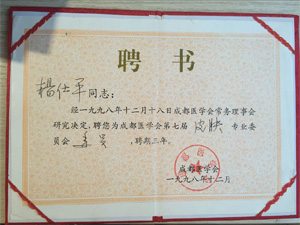 聘书
楊仕军同志：
经一九九八年十二月十八日成都医学会常务理事会
研究决定，聘您为成都医学会第七届皮肤专业委
员会委员，聘期三年。
成都医学会
一九九八年十二月